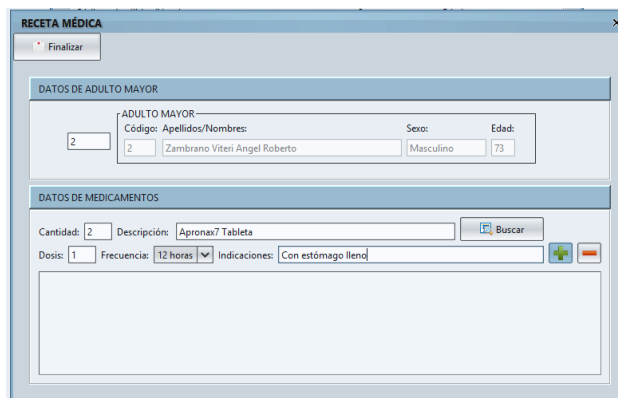 RECETA MÉDICA
Finalizar
DATOS DE ADULTO MAYOR
ADULTO MAYOR
Código: Apellidos/Nombres: Sexo: Edad:
2 2 Zambrano Viteri Angel Roberto Masculino 73
DATOS DE MEDICAMENTOS
Cantidad: 2 Descripción: Apronax7 Tableta Buscar
Dosis: 1 Frecuencia: 12 horas Indicaciones: Con estómago lleno